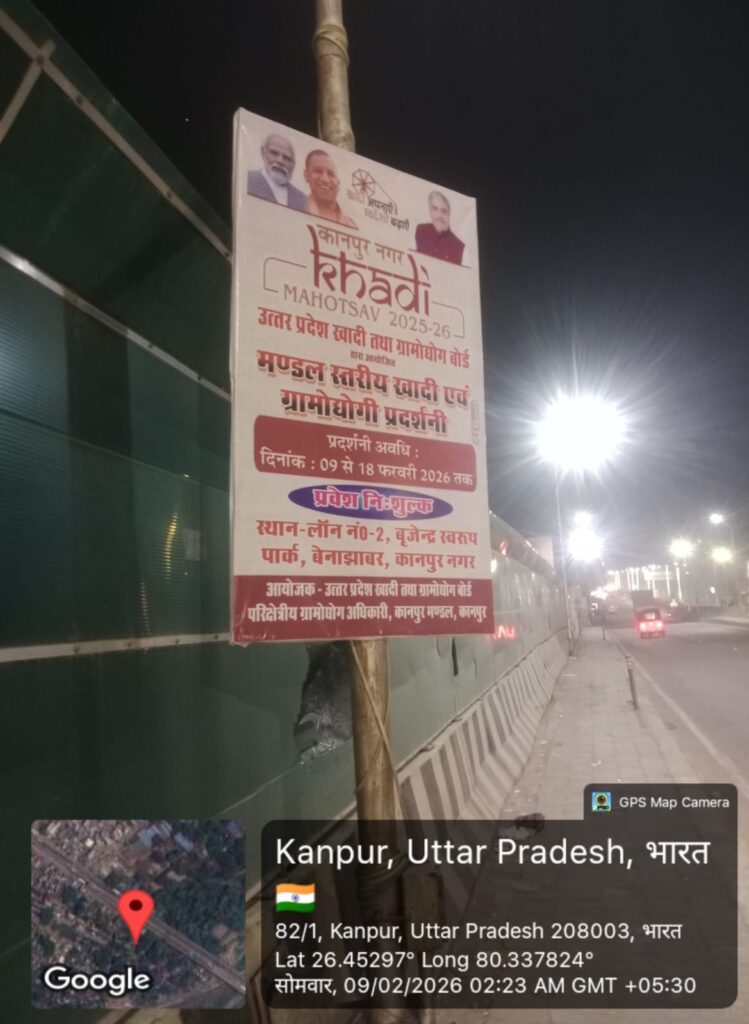 खादी अपनाएँ
स्वदेशी बढ़ाएँ
कानपुर नगर
khadi
MAHOTSAV 2025-26
उत्तर प्रदेश खादी तथा ग्रामोद्योग बोर्ड
द्वारा आयोजित
मण्डल स्तरीय खादी एवं
ग्रामोद्योगी प्रदर्शनी
प्रदर्शनी अवधि :
दिनांक : 09 से 18 फरवरी 2026 तक
प्रवेश निःशुल्क
स्थान-लॉन नं0-2, बृजेन्द्र स्वरुप
पार्क, बेनाझाबर, कानपुर नगर
आयोजक - उत्तर प्रदेश खादी तथा ग्रामोद्योग बोर्ड
परिक्षेत्रीय ग्रामोद्योग अधिकारी, कानपुर मण्डल, कानपुर
GPS Map Camera
Kanpur, Uttar Pradesh, भारत
82/1, Kanpur, Uttar Pradesh 208003, भारत
Lat 26.45297° Long 80.337824°
सोमवार, 09/02/2026 02:23 AM GMT +05:30
Google